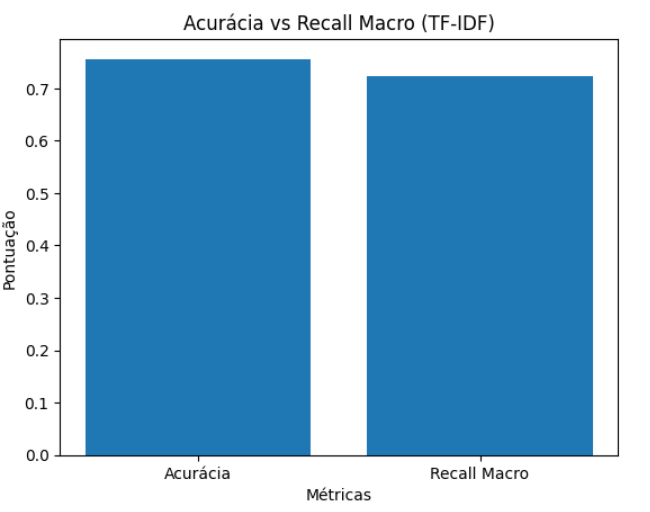 Acurácia vs Recall Macro (TF-IDF)
Pontuação
0.7
0.6
0.5
0.4
0.3
0.2
0.1
0.0
Acurácia
Recall Macro
Métricas